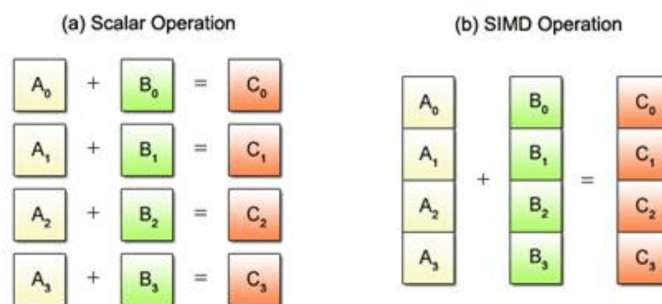 (a) Scalar Operation
A₀ + B₀ = C₀
A₁ + B₁ = C₁
A₂ + B₂ = C₂
A₃ + B₃ = C₃
(b) SIMD Operation
A₀ B₀ C₀
A₁ B₁ C₁
+ =
A₂ B₂ C₂
A₃ B₃ C₃